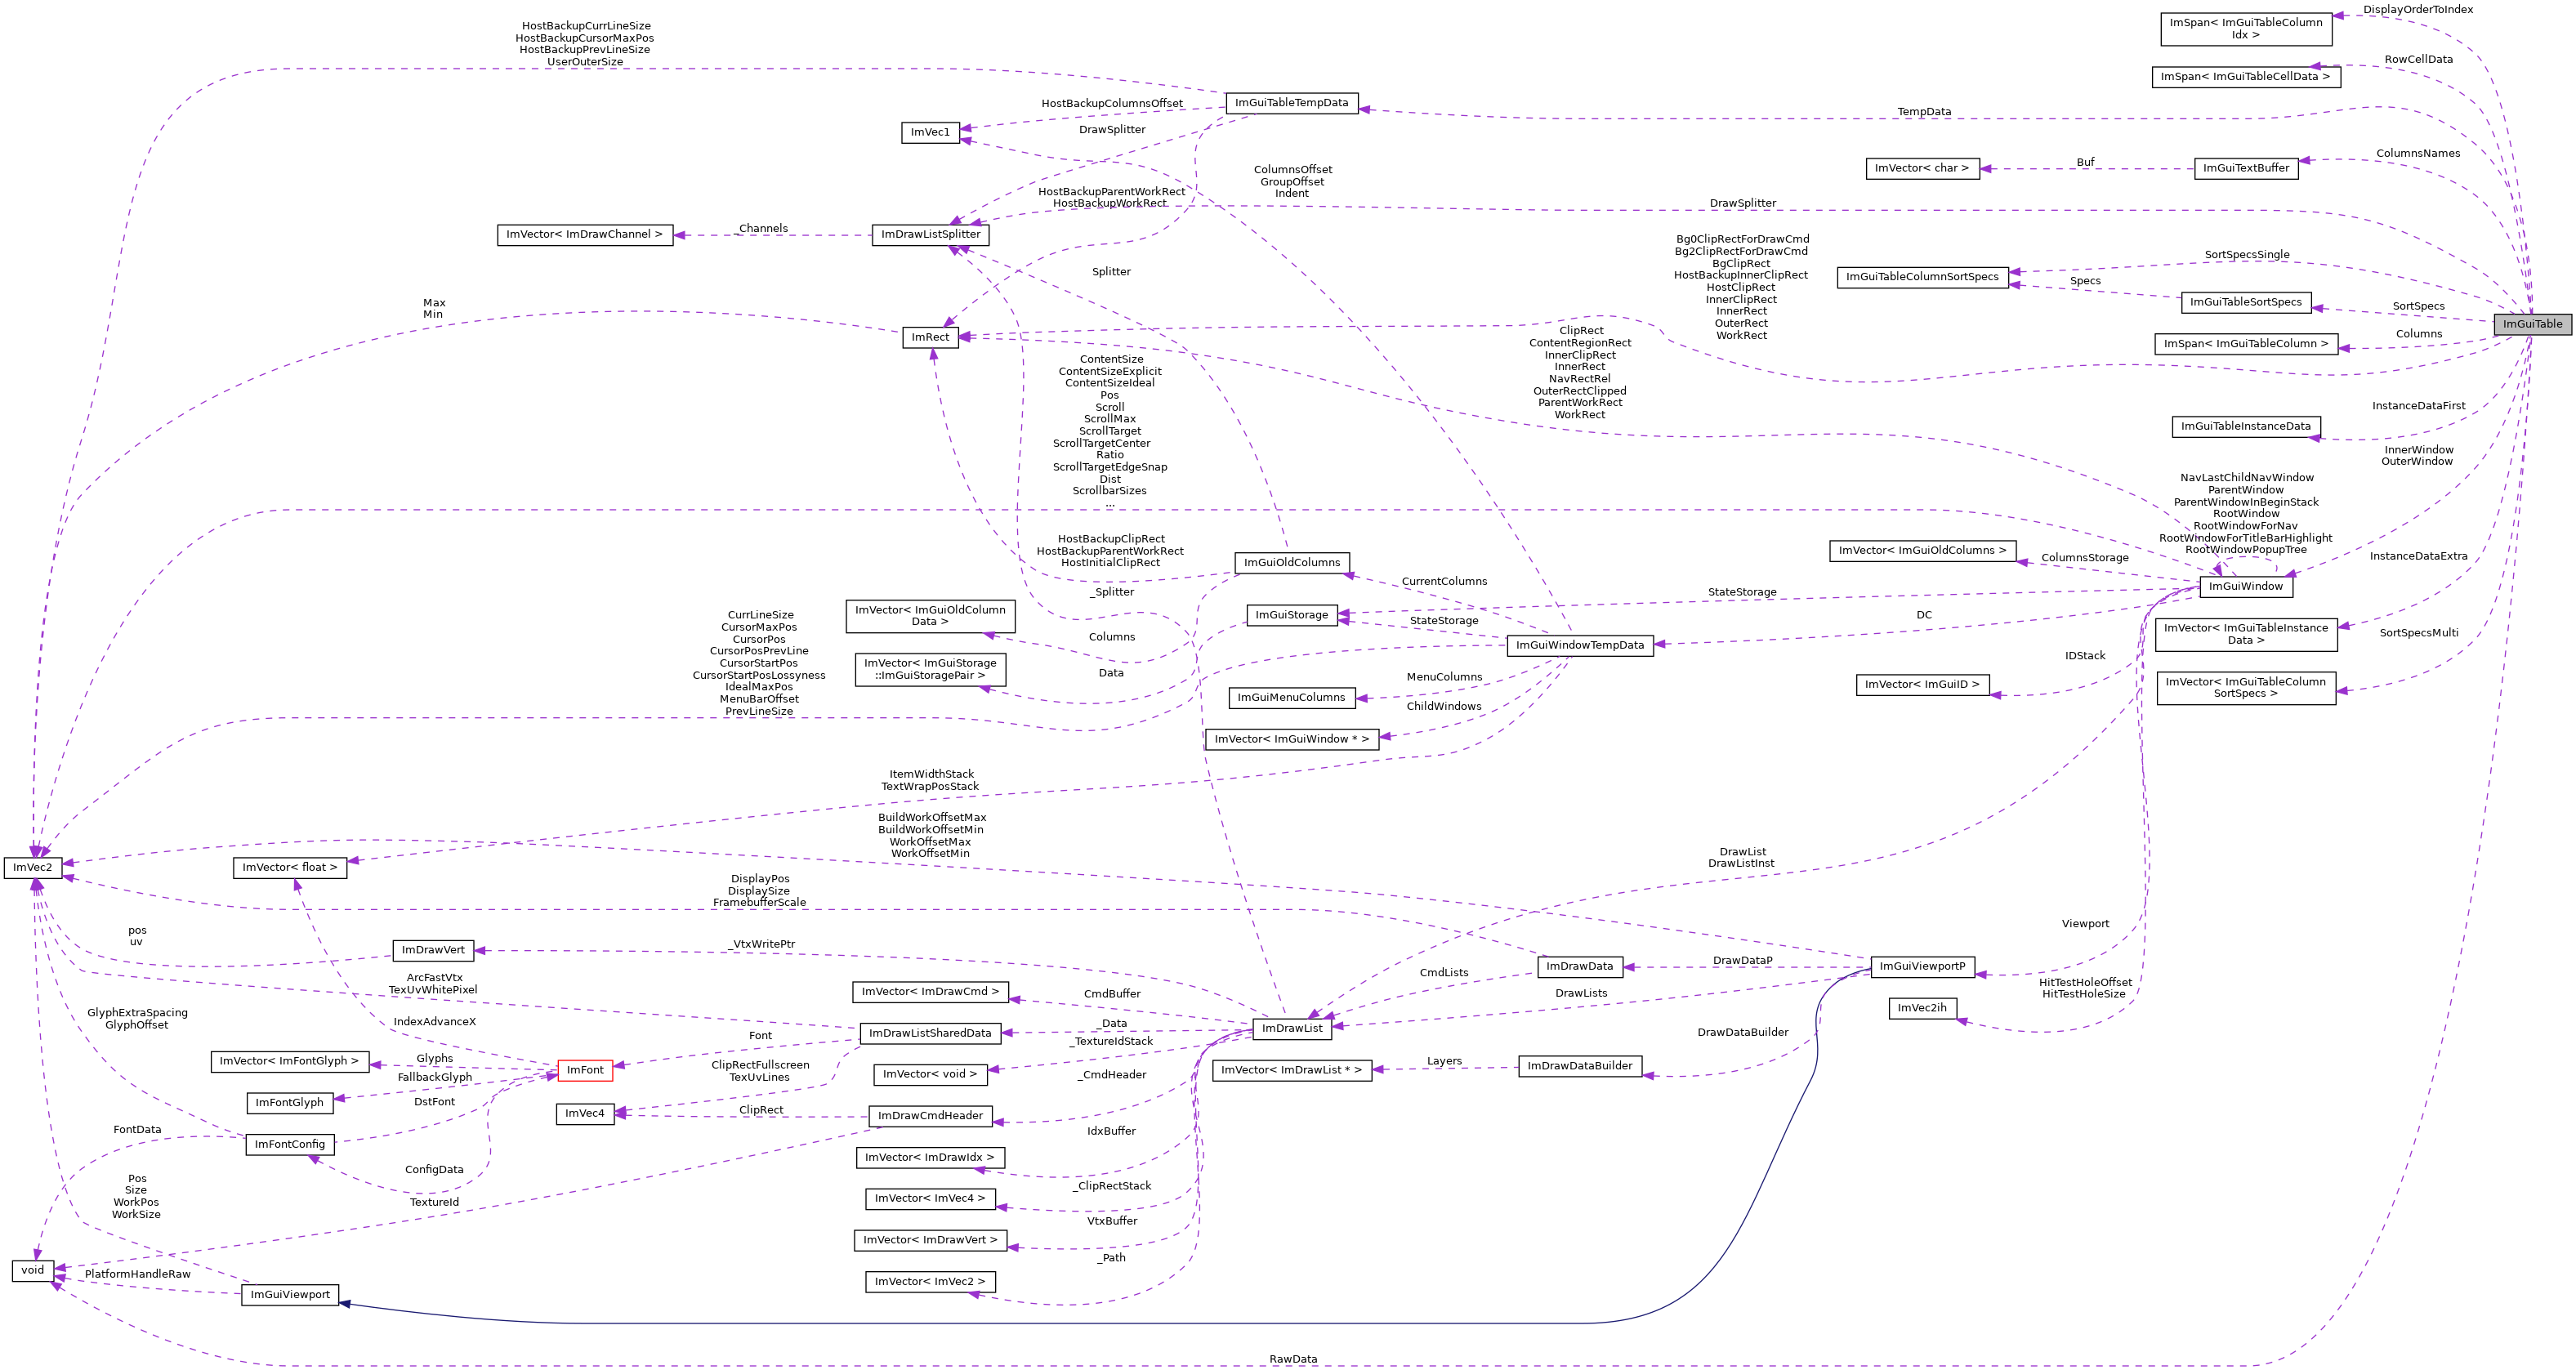 HostBackupCurrLineSize
HostBackupCursorMaxPos
HostBackupPrevLineSize
UserOuterSize
DisplayOrderToIndex
ImSpan< ImGuiTableColumn
Idx >
RowCellData
ImSpan< ImGuiTableCellData >
ImGuiTableTempData
HostBackupColumnsOffset
TempData
ImVec1
DrawSplitter
ColumnsNames
Buf
ImVector< char >
ImGuiTextBuffer
ColumnsOffset
GroupOffset
Indent
HostBackupParentWorkRect
HostBackupWorkRect
DrawSplitter
_Channels
ImVector< ImDrawChannel >
ImDrawListSplitter
Bg0ClipRectForDrawCmd
Bg2ClipRectForDrawCmd
BgClipRect
HostBackupInnerClipRect
HostClipRect
InnerClipRect
InnerRect
OuterRect
WorkRect
SortSpecsSingle
Splitter
ImGuiTableColumnSortSpecs
Specs
ImGuiTableSortSpecs
SortSpecs
Max
Min
ImGuiTable
ImRect
Columns
ImSpan< ImGuiTableColumn >
ClipRect
ContentRegionRect
InnerClipRect
InnerRect
NavRectRel
OuterRectClipped
ParentWorkRect
WorkRect
ContentSize
ContentSizeExplicit
ContentSizeIdeal
Pos
Scroll
ScrollMax
ScrollTarget
ScrollTargetCenter
Ratio
ScrollTargetEdgeSnap
Dist
ScrollbarSizes
...
InstanceDataFirst
ImGuiTableInstanceData
InnerWindow
OuterWindow
NavLastChildNavWindow
ParentWindow
ParentWindowInBeginStack
RootWindow
RootWindowForNav
RootWindowForTitleBarHighlight
RootWindowPopupTree
HostBackupClipRect
HostBackupParentWorkRect
HostInitialClipRect
ImGuiOldColumns
ImVector< ImGuiOldColumns >
ColumnsStorage
InstanceDataExtra
CurrentColumns
ImGuiWindow
_Splitter
StateStorage
ImVector< ImGuiOldColumn
Data >
ImGuiStorage
StateStorage
DC
CurrLineSize
CursorMaxPos
CursorPos
CursorPosPrevLine
CursorStartPos
CursorStartPosLossyness
IdealMaxPos
MenuBarOffset
PrevLineSize
Columns
ImGuiWindowTempData
ImVector< ImGuiTableInstance
Data >
SortSpecsMulti
ImVector< ImGuiStorage
::ImGuiStoragePair >
Data
IDStack
MenuColumns
ImVector< ImGuiID >
ImVector< ImGuiTableColumn
SortSpecs >
ImGuiMenuColumns
ChildWindows
ImVector< ImGuiWindow * >
ItemWidthStack
TextWrapPosStack
BuildWorkOffsetMax
BuildWorkOffsetMin
WorkOffsetMax
WorkOffsetMin
DrawList
DrawListInst
ImVec2
ImVector< float >
DisplayPos
DisplaySize
FramebufferScale
Viewport
pos
uv
ImDrawVert
_VtxWritePtr
DrawDataP
ImDrawData
ImGuiViewportP
CmdLists
ArcFastVtx
TexUvWhitePixel
ImVector< ImDrawCmd >
CmdBuffer
DrawLists
HitTestHoleOffset
HitTestHoleSize
ImVec2ih
GlyphExtraSpacing
GlyphOffset
IndexAdvanceX
_Data
ImDrawListSharedData
ImDrawList
Font
_TextureIdStack
DrawDataBuilder
ImVector< ImFontGlyph >
Glyphs
ImFont
ClipRectFullscreen
TexUvLines
ImVector< void >
ImVector< ImDrawList * >
Layers
ImDrawDataBuilder
FallbackGlyph
_CmdHeader
ImFontGlyph
DstFont
ImVec4
ClipRect
ImDrawCmdHeader
FontData
ImFontConfig
IdxBuffer
ImVector< ImDrawIdx >
ConfigData
Pos
Size
WorkPos
WorkSize
TextureId
_ClipRectStack
ImVector< ImVec4 >
VtxBuffer
ImVector< ImDrawVert >
_Path
void
PlatformHandleRaw
ImVector< ImVec2 >
ImGuiViewport
RawData